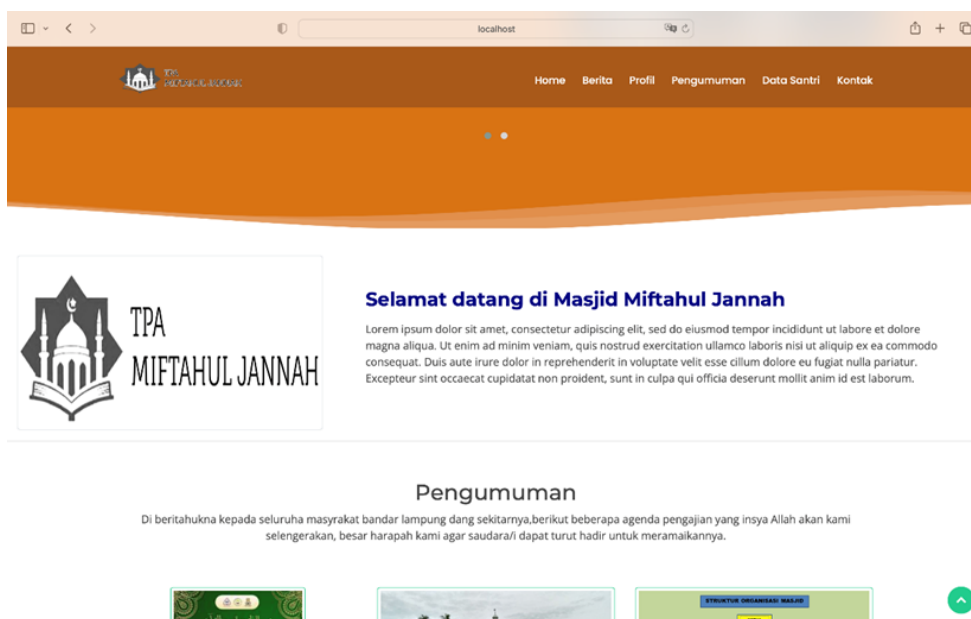 localhost
TPA
MIFTAHUL JANNAH
Home Berita Profil Pengumuman Data Santri Kontak
TPA
MIFTAHUL JANNAH
Selamat datang di Masjid Miftahul Jannah
Lorem ipsum dolor sit amet, consectetur adipiscing elit, sed do eiusmod tempor incididunt ut labore et dolore
magna aliqua. Ut enim ad minim veniam, quis nostrud exercitation ullamco laboris nisi ut aliquip ex ea commodo
consequat. Duis aute irure dolor in reprehenderit in voluptate velit esse cillum dolore eu fugiat nulla pariatur.
Excepteur sint occaecat cupidatat non proident, sunt in culpa qui officia deserunt mollit anim id est laborum.
Pengumuman
Di beritahukna kepada seluruha masyrakat bandar lampung dang sekitarnya,berikut beberapa agenda pengajian yang insya Allah akan kami
selengerakan, besar harapah kami agar saudara/i dapat turut hadir untuk meramaikannya.
STRUKTUR ORGANISASI MASJID